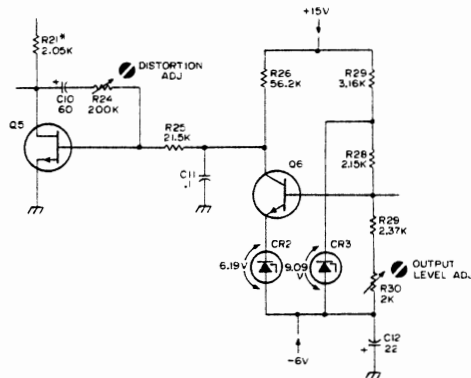 +15V
R21*
2.05K
DISTORTION
ADJ
R26
56.2K
R29
3.16K
+
C10
60
R24
200K
Q5
R25
21.5K
Q6
R28
2.15K
C11
.1
R29
2.37K
CR2
CR3
6.19V
9.09
V
OUTPUT
LEVEL ADJ
R30
2K
-6V
+
C12
22